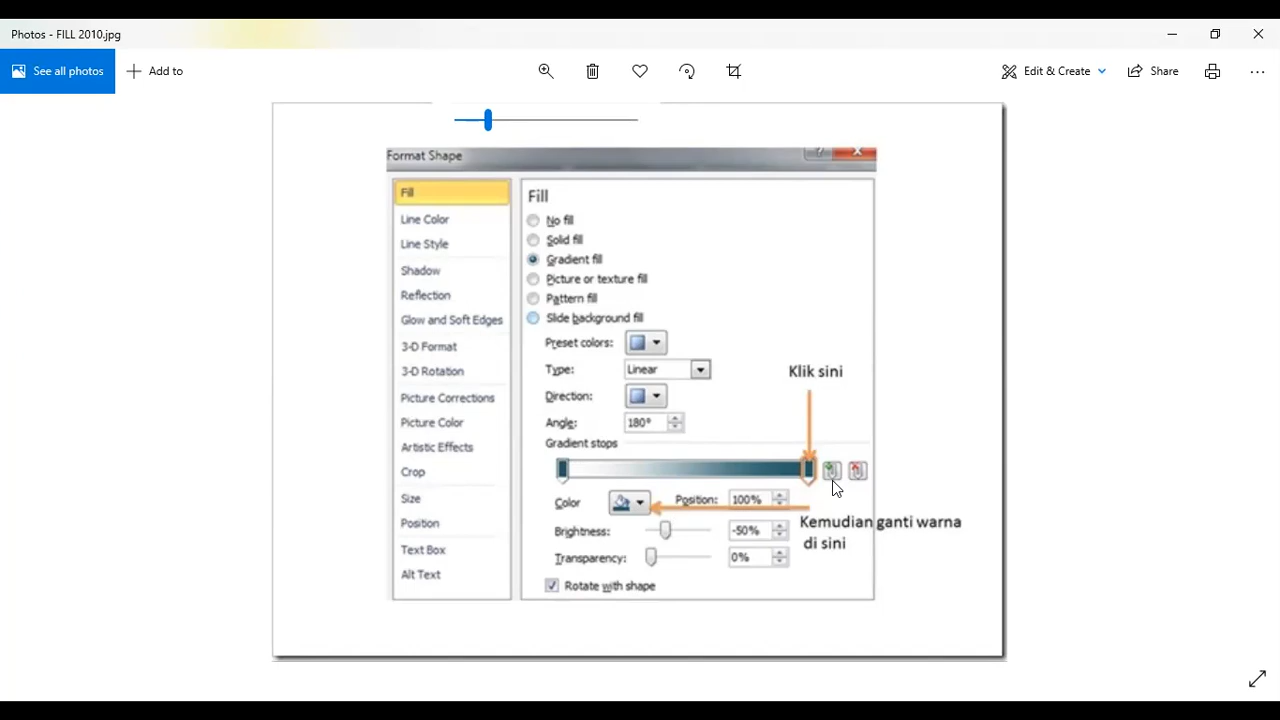 Photos - FILL 2010.jpg
See all photos
Add to
Edit & Create
Share
Format Shape
Fill
Line Color
Line Style
Shadow
Reflection
Glow and Soft Edges
3-D Format
3-D Rotation
Picture Corrections
Picture Color
Artistic Effects
Crop
Size
Position
Text Box
Alt Text
Fill
No fill
Solid fill
Gradient fill
Picture or texture fill
Pattern fill
Slide background fill
Preset colors:
Type: Linear
Direction:
Angle: 180°
Gradient stops
Klik sini
Color Position: 100%
Brightness: -50%
Transparency: 0%
Rotate with shape
Kemudian ganti warna
di sini